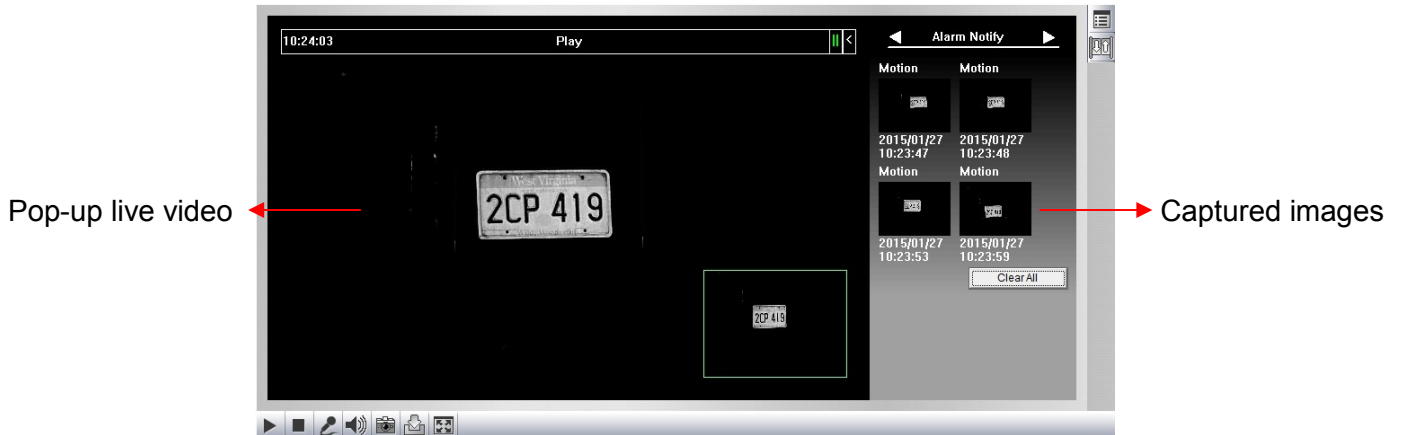 10:24:03 Play <
Alarm Notify
Motion Motion
2015/01/27 2015/01/27
10:23:47 10:23:48
Motion Motion
West Virginia
2CP 419
Pop-up live video
Captured images
2015/01/27 2015/01/27
10:23:53 10:23:59
Clear All
2CP 419